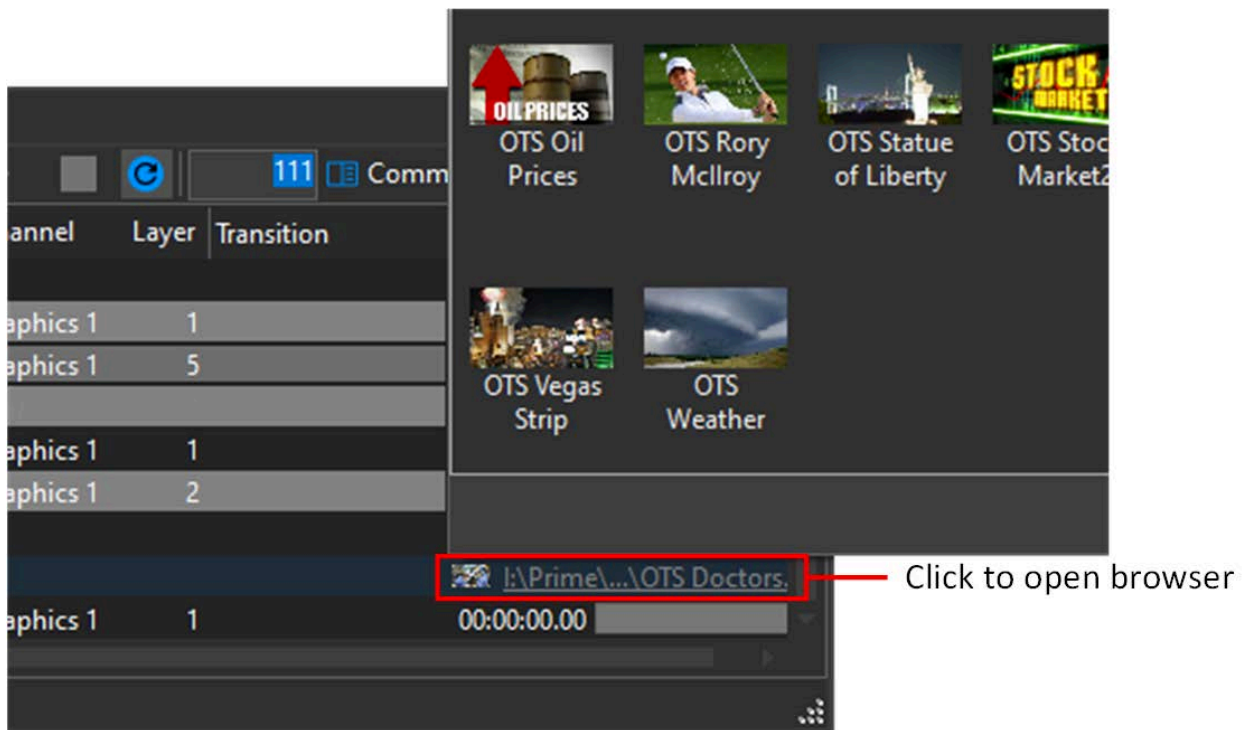 OIL PRICES
STOCK
MARKET
OTS Oil
Prices
OTS Rory
McIlroy
OTS Statue
of Liberty
OTS Stoc
Market2
111 Comm
annel Layer Transition
aphics 1 1
aphics 1 5
OTS Vegas
Strip
OTS
Weather
aphics 1 1
aphics 1 2
I:\Prime\...\OTS Doctors.
Click to open browser
aphics 1 1 00:00:00.00